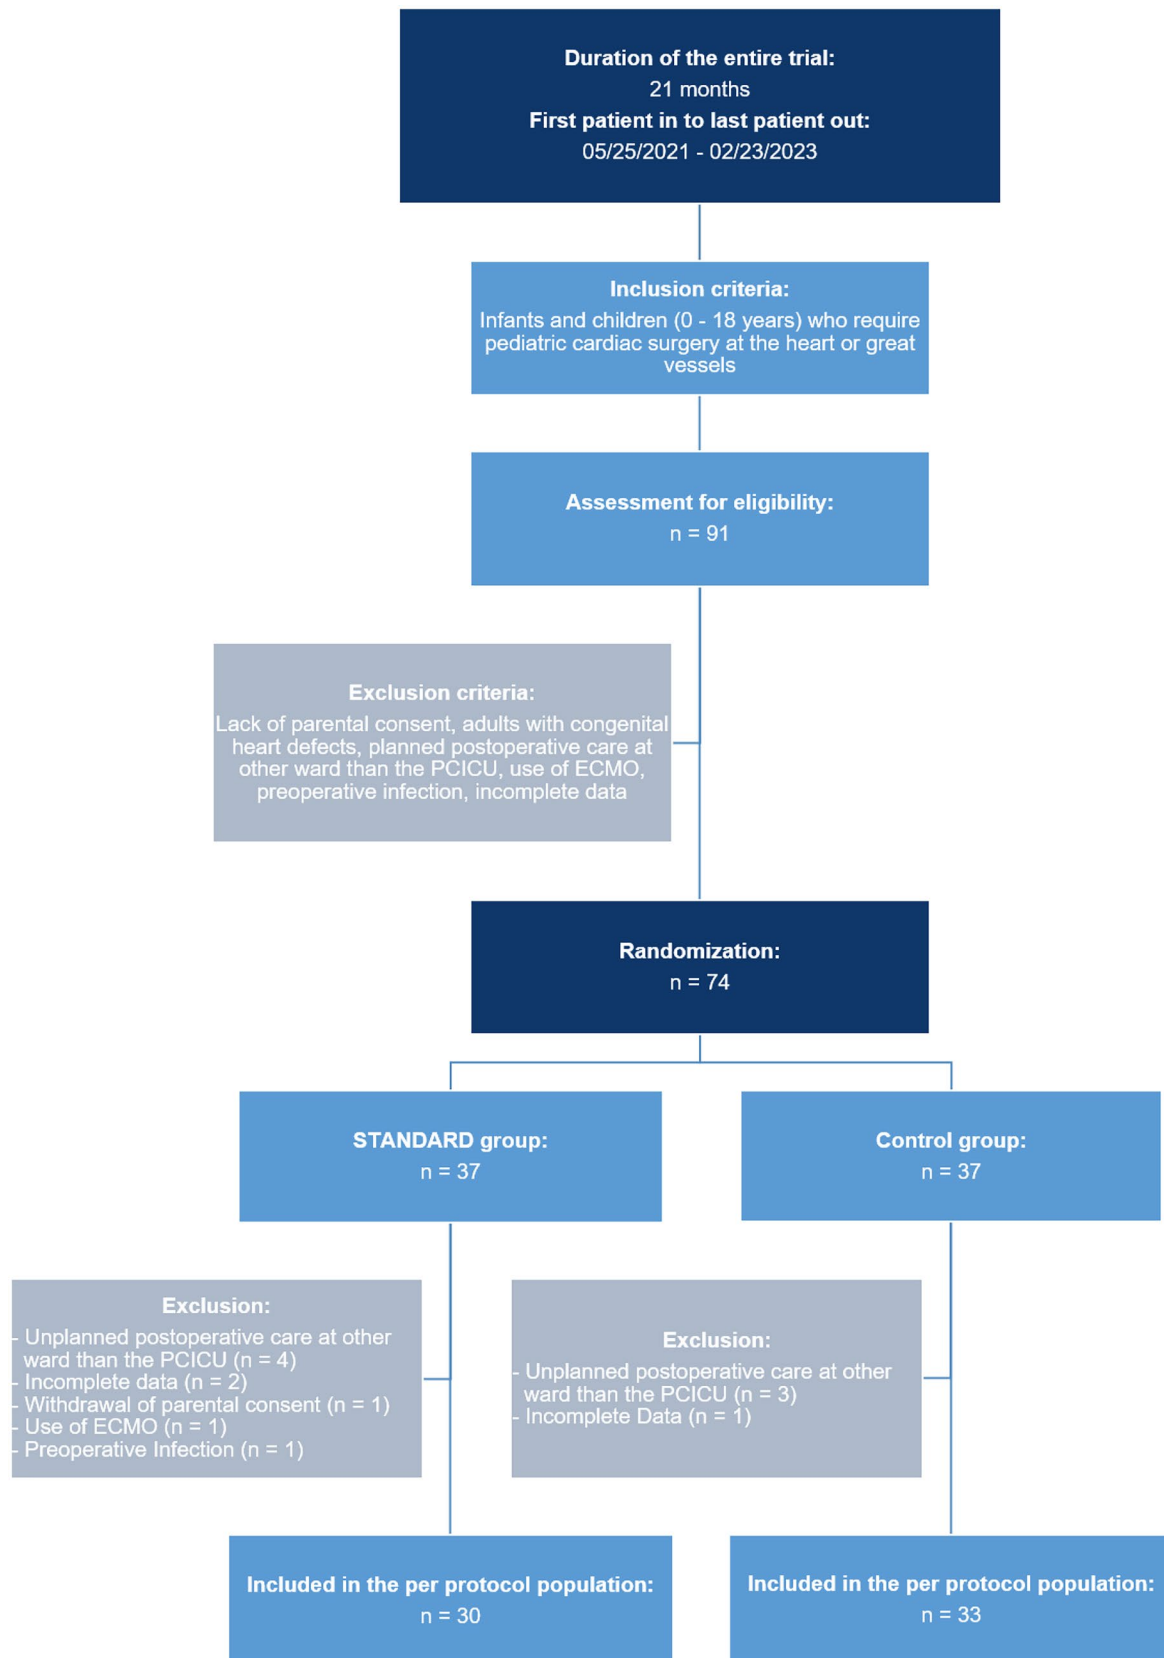 Duration of the entire trial:
21 months
First patient in to last patient out:
05/25/2021 - 02/23/2023
Inclusion criteria:
Infants and children (0 - 18 years) who require
pediatric cardiac surgery at the heart or great
vessels
Assessment for eligibility:
n = 91
Exclusion criteria:
Lack of parental consent, adults with congenital
heart defects, planned postoperative care at
other ward than the PCICU, use of ECMO,
preoperative infection, incomplete data
Randomization:
n = 74
STANDARD group:
n = 37
Control group:
n = 37
Exclusion:
- Unplanned postoperative care at other
ward than the PCICU (n = 4)
- Incomplete data (n = 2)
- Withdrawal of parental consent (n = 1)
- Use of ECMO (n = 1)
- Preoperative Infection (n = 1)
Exclusion:
- Unplanned postoperative care at other
ward than the PCICU (n = 3)
- Incomplete Data (n = 1)
Included in the per protocol population:
n = 30
Included in the per protocol population:
n = 33